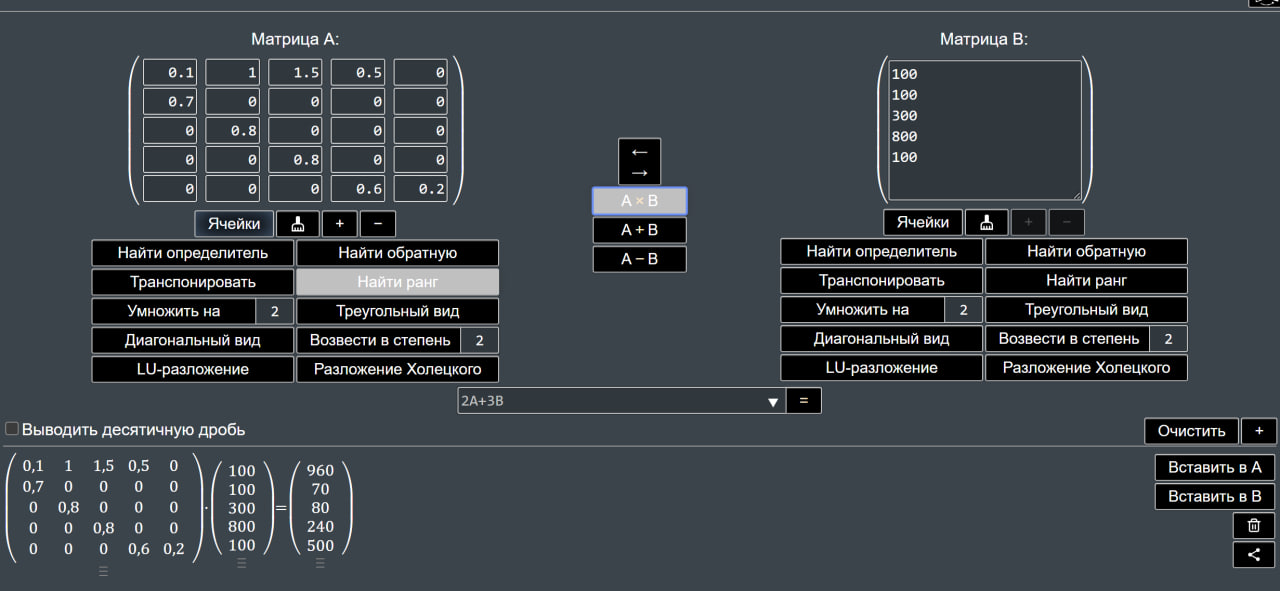 Матрица A: Матрица B:
0.1 1 1.5 0.5 0
0.7 0 0 0 0
0 0.8 0 0 0
0 0 0.8 0 0
0 0 0 0.6 0.2
100
100
300
800
100
←
→
A × B
A + B
A − B
Ячейки + −
Найти определитель Найти обратную
Транспонировать Найти ранг
Умножить на 2 Треугольный вид
Диагональный вид Возвести в степень 2
LU-разложение Разложение Холецкого
Ячейки + −
Найти определитель Найти обратную
Транспонировать Найти ранг
Умножить на 2 Треугольный вид
Диагональный вид Возвести в степень 2
LU-разложение Разложение Холецкого
2A+3B ▼ =
Выводить десятичную дробь
Очистить +
0,1 1 1,5 0,5 0
0,7 0 0 0 0
0 0,8 0 0 0
0 0 0,8 0 0
0 0 0 0,6 0,2
·
100
100
300
800
100
=
960
70
80
240
500
Вставить в A
Вставить в B